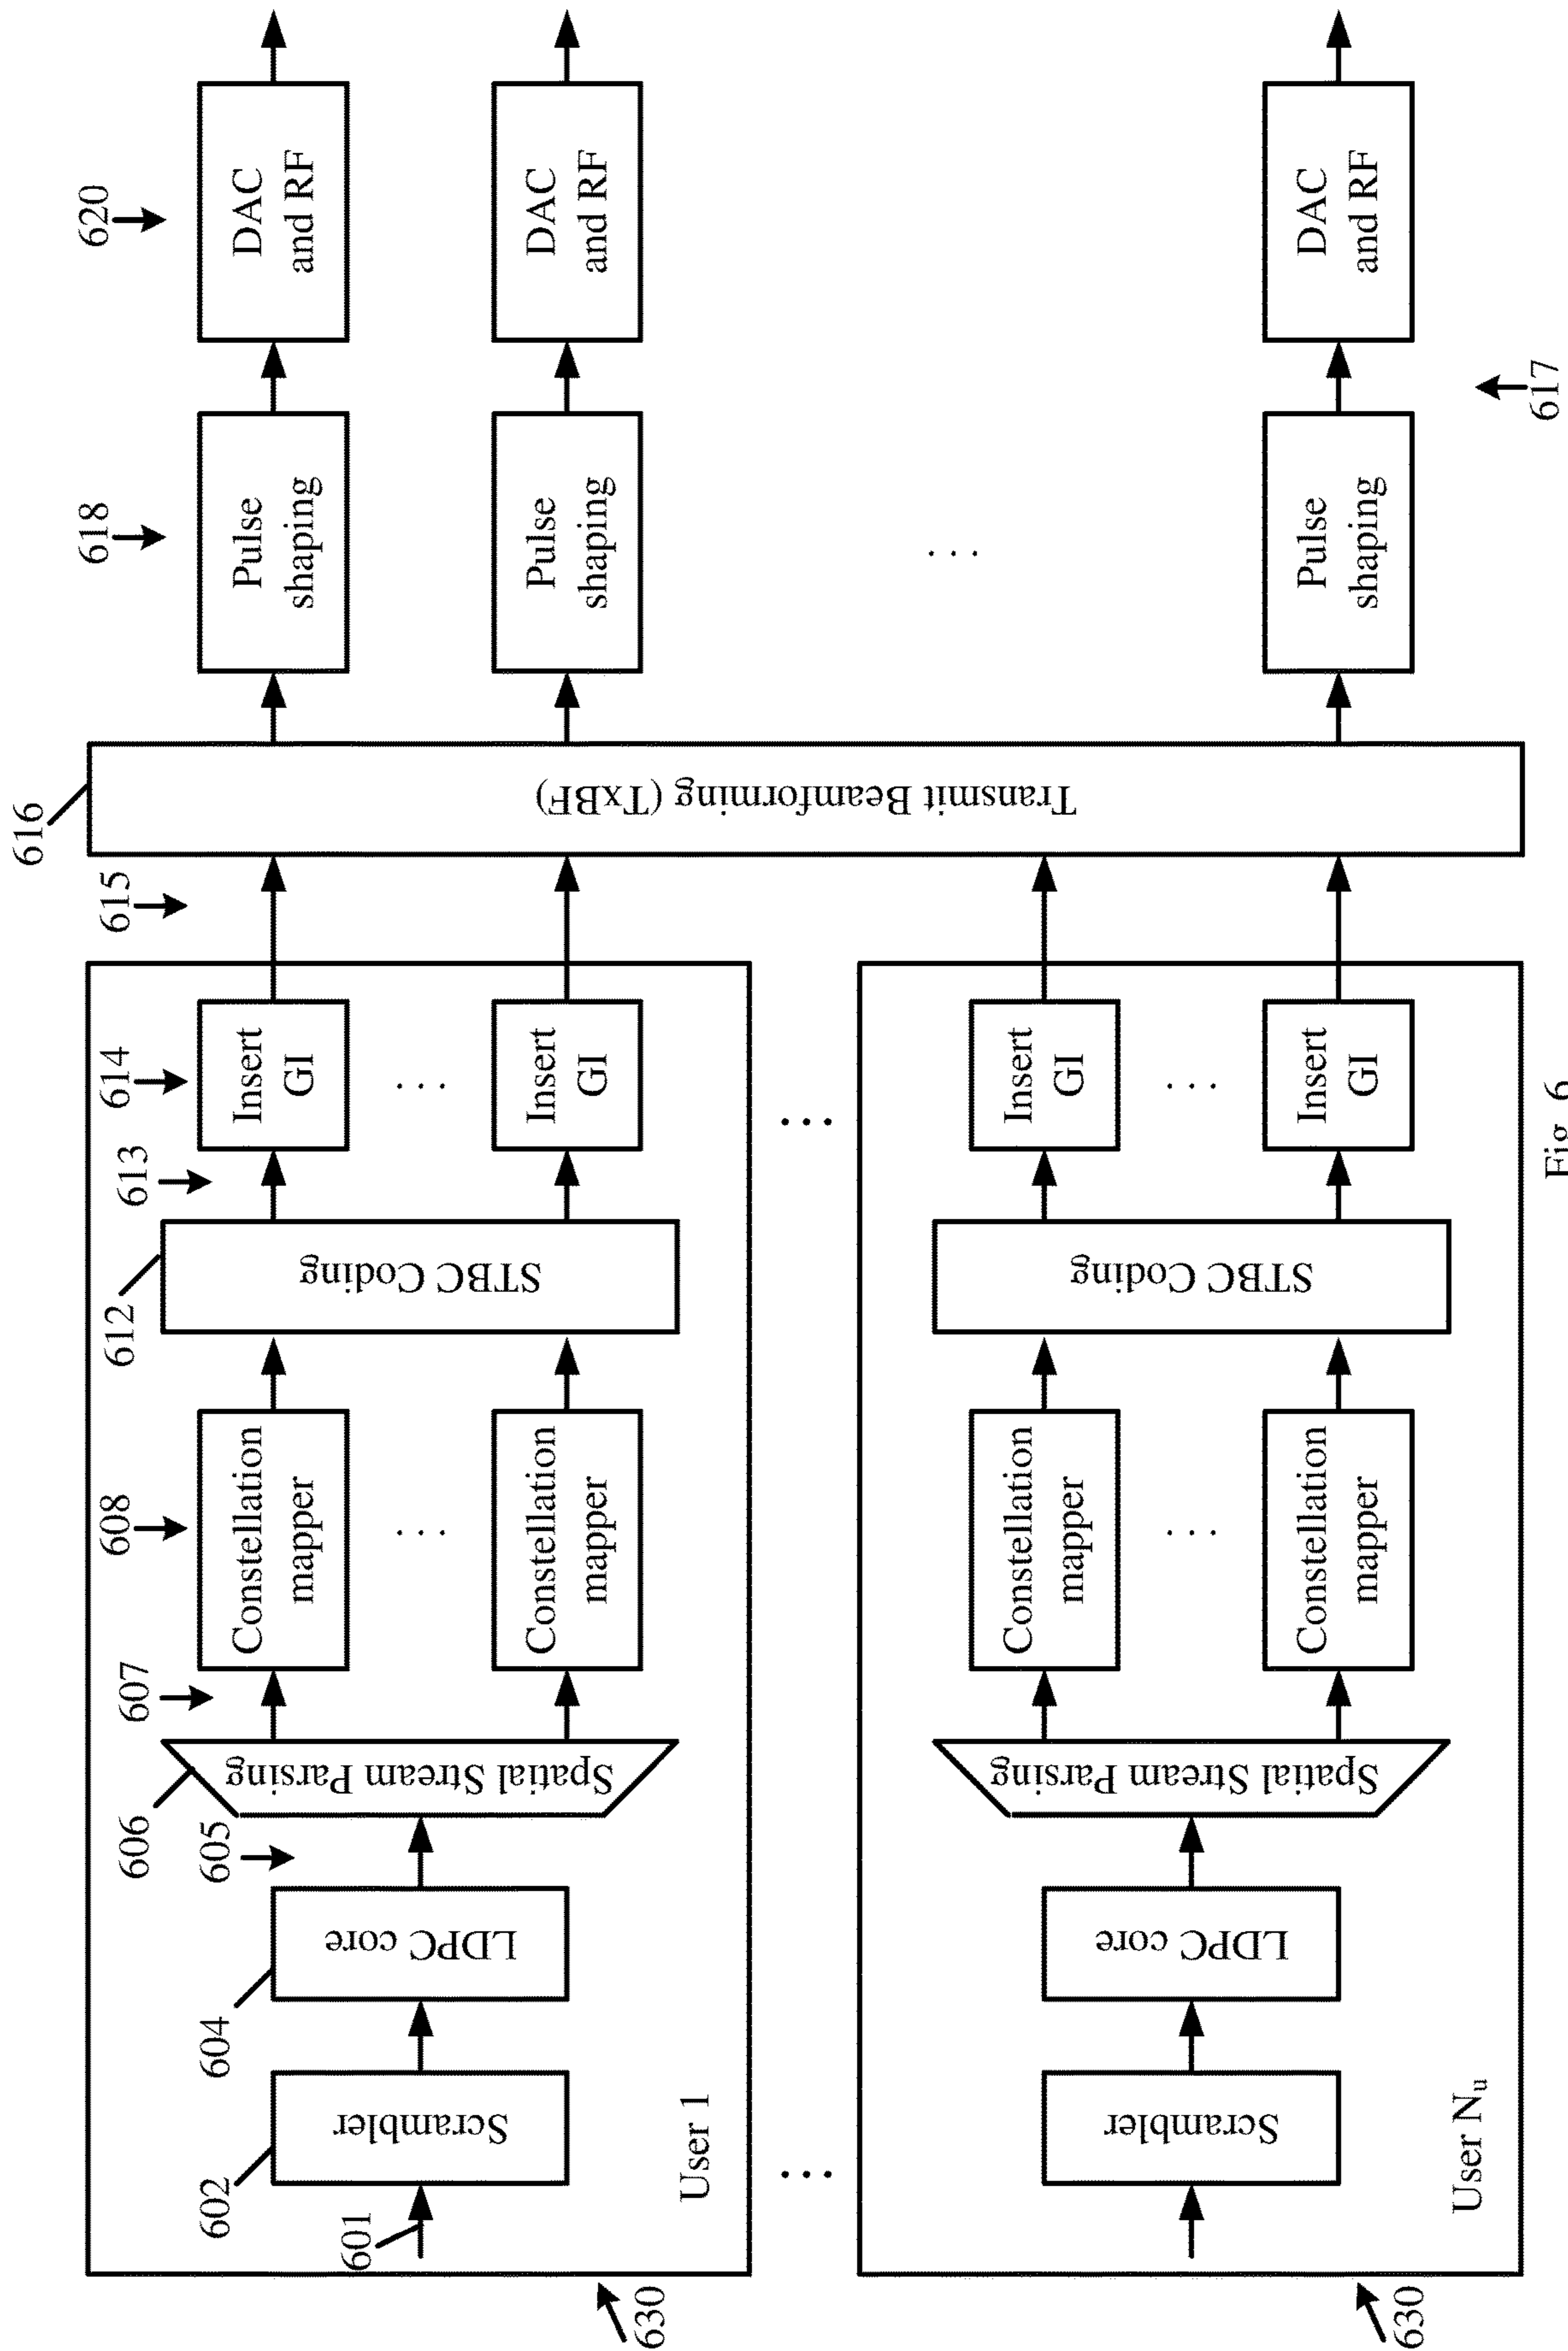 620
DAC
and RF
DAC
and RF
DAC
and RF
618
Pulse
shaping
Pulse
shaping
...
Pulse
shaping
617
616
Transmit Beamforming (TxBF)
615
614
Insert
GI
...
Insert
GI
...
Insert
GI
...
Insert
GI
613
612
STBC Coding
STBC Coding
608
Constellation
mapper
...
Constellation
mapper
Constellation
mapper
...
Constellation
mapper
607
606
Spatial Stream Parsing
Spatial Stream Parsing
605
604
LDPC core
LDPC core
602
Scrambler
Scrambler
601
User 1
...
User Nu
630
630
Fig. 6